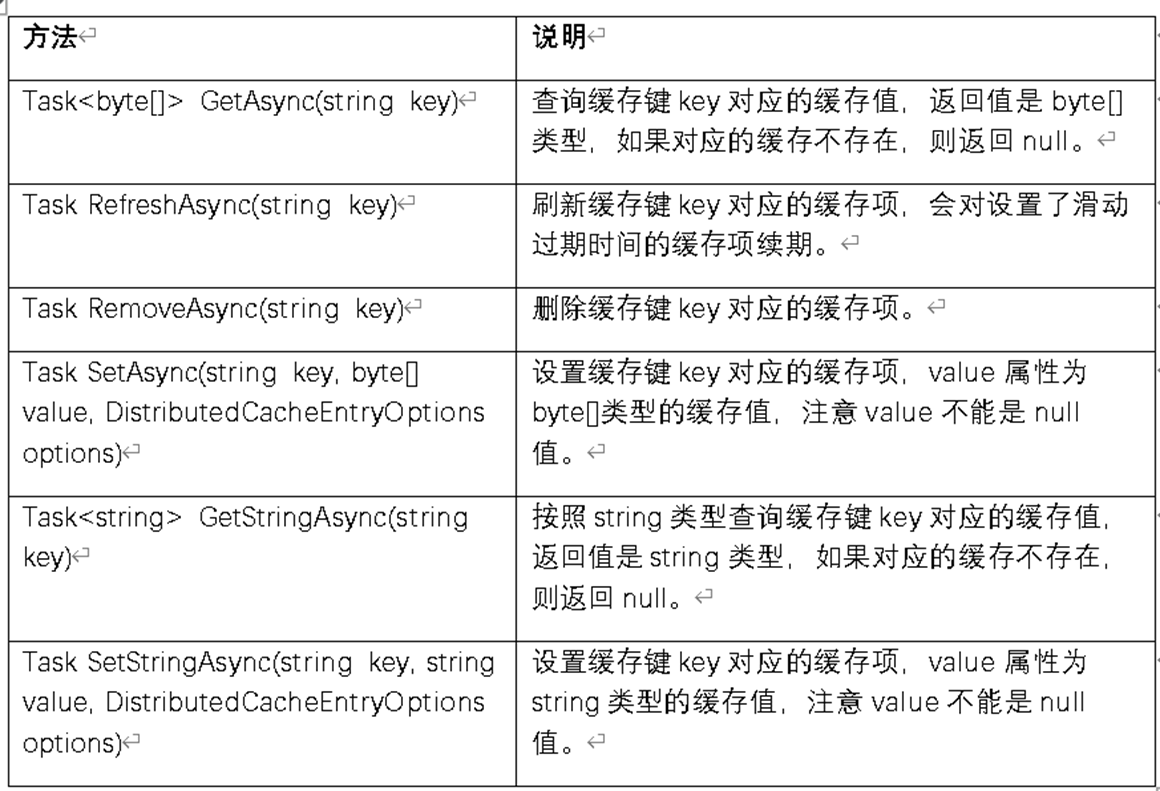 方法
说明
Task<byte[]> GetAsync(string key)
查询缓存键 key 对应的缓存值，返回值是 byte[]
类型，如果对应的缓存不存在，则返回 null。
Task RefreshAsync(string key)
刷新缓存键 key 对应的缓存项，会对设置了滑动
过期时间的缓存项续期。
Task RemoveAsync(string key)
删除缓存键 key 对应的缓存项。
Task SetAsync(string key, byte[]
value, DistributedCacheEntryOptions
options)
设置缓存键 key 对应的缓存项，value 属性为
byte[]类型的缓存值，注意 value 不能是 null
值。
Task<string> GetStringAsync(string
key)
按照 string 类型查询缓存键 key 对应的缓存值，
返回值是 string 类型，如果对应的缓存不存在，
则返回 null。
Task SetStringAsync(string key, string
value, DistributedCacheEntryOptions
options)
设置缓存键 key 对应的缓存项，value 属性为
string 类型的缓存值，注意 value 不能是 null
值。